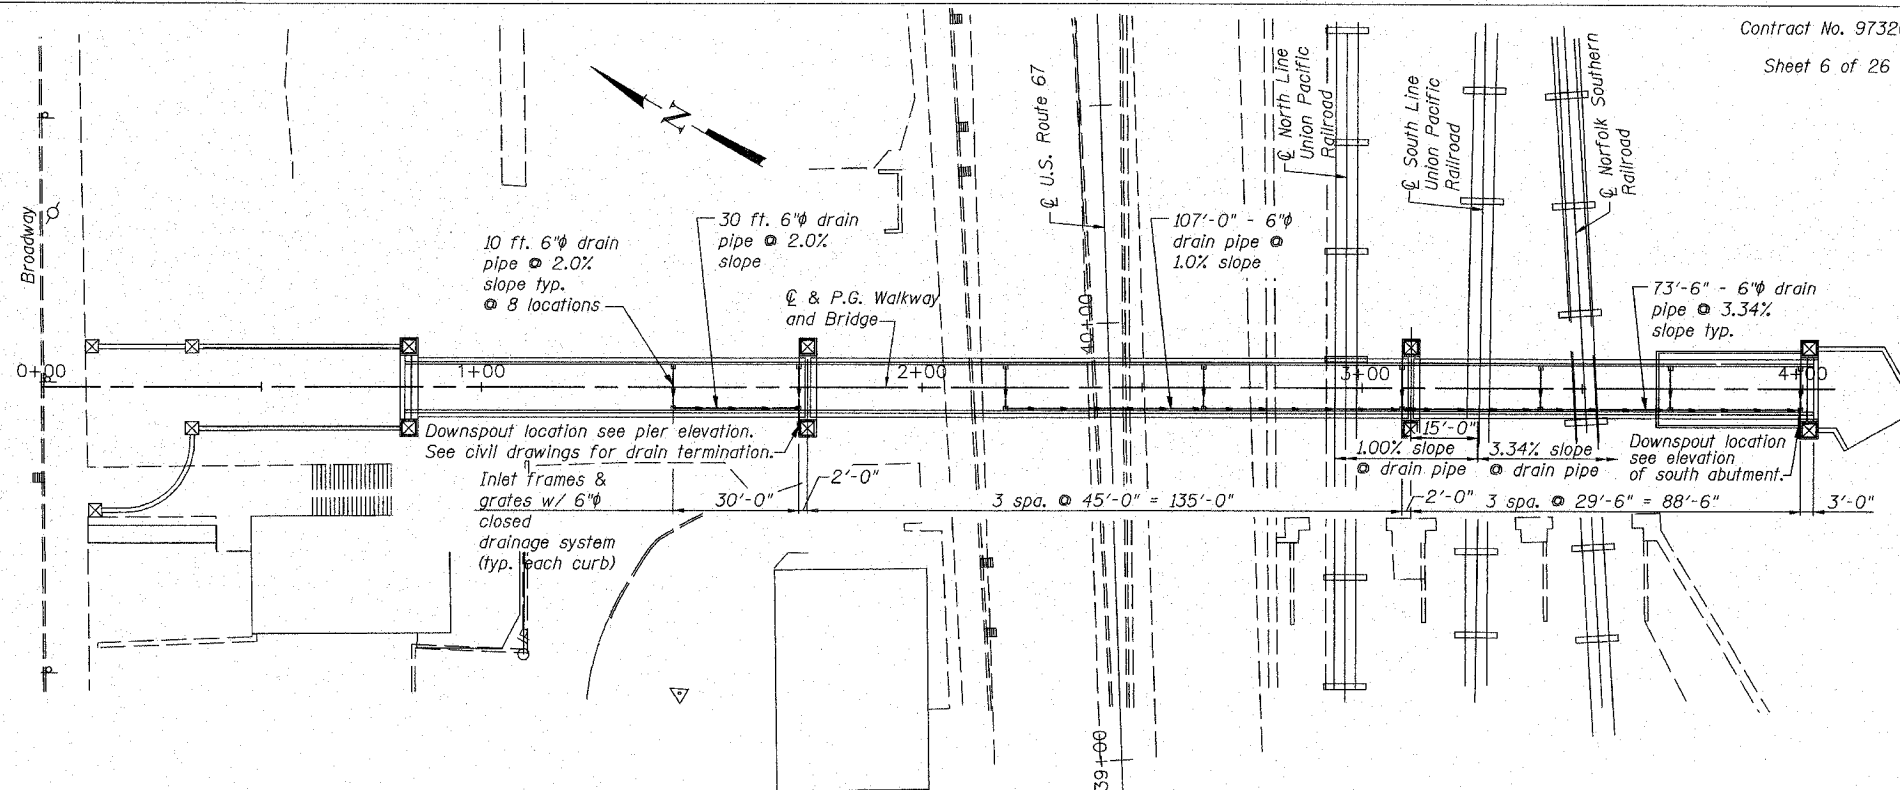 Contract No. 9732
Sheet 6 of 26
Broadway
N
10 ft. 6"ϕ drain
pipe @ 2.0%
slope typ.
@ 8 locations
30 ft. 6"ϕ drain
pipe @ 2.0%
slope
℄ & P.G. Walkway
and Bridge
℄ U.S. Route 67
107'-0" - 6"ϕ
drain pipe @
1.0% slope
℄ North Line
Union Pacific
Railroad
℄ South Line
Union Pacific
Railroad
℄ Norfolk Southern
Railroad
73'-6" - 6"ϕ drain
pipe @ 3.34%
slope typ.
0+00
1+00
2+00
3+00
4+00
40+00
39+00
Downspout location see pier elevation.
See civil drawings for drain termination.
Inlet frames &
grates w/ 6"ϕ
closed
drainage system
(typ. each curb)
30'-0"
2'-0"
3 spa. @ 45'-0" = 135'-0"
15'-0"
1.00% slope
@ drain pipe
3.34% slope
@ drain pipe
Downspout location
see elevation
of south abutment.
2'-0"
3 spa. @ 29'-6" = 88'-6"
3'-0"